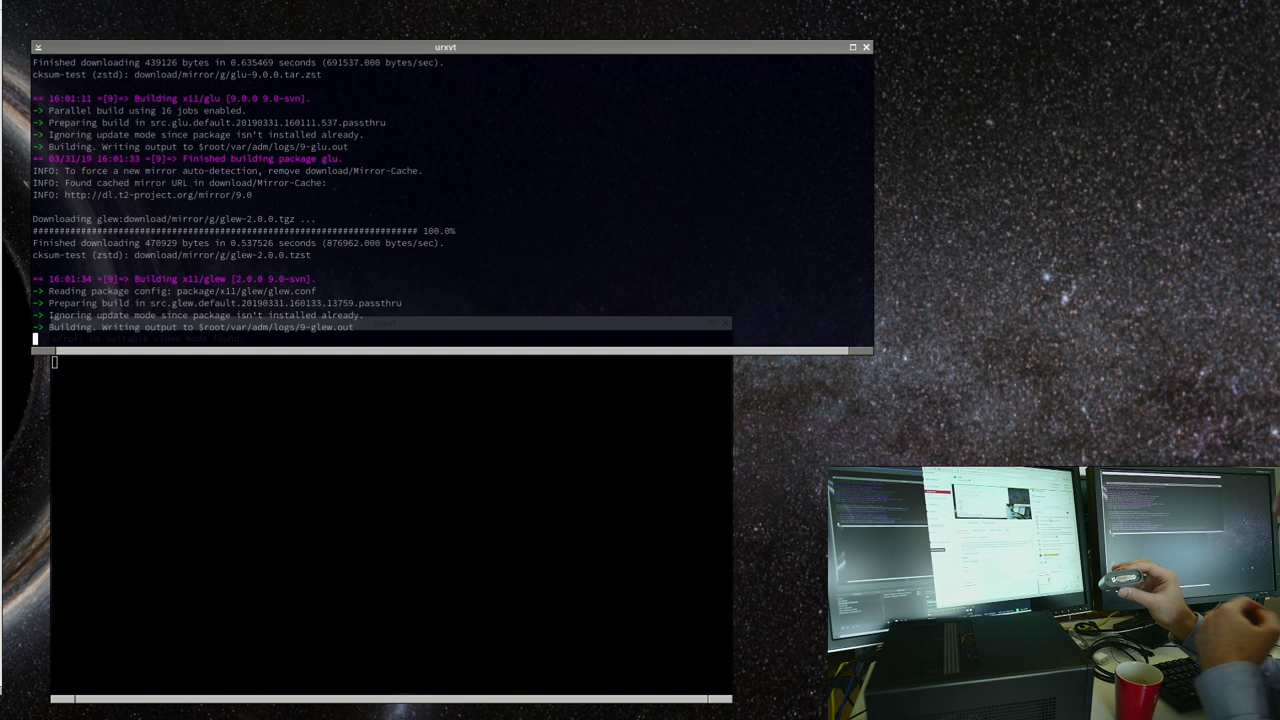 urxvt
Finished downloading 439126 bytes in 0.635469 seconds (691537.000 bytes/sec).
cksum-test (zstd): download/mirror/g/glu-9.0.0.tar.zst
== 16:01:11 =[9]=> Building x11/glu [9.0.0 9.0-svn].
-> Parallel build using 16 jobs enabled.
-> Preparing build in src.glu.default.20190331.160111.537.passthru
-> Ignoring update mode since package isn't installed already.
-> Building. Writing output to $root/var/adm/logs/9-glu.out
== 03/31/19 16:01:33 =[9]=> Finished building package glu.
INFO: To force a new mirror auto-detection, remove download/Mirror-Cache.
INFO: Found cached mirror URL in download/Mirror-Cache:
INFO: http://dl.t2-project.org/mirror/9.0
Downloading glew:download/mirror/g/glew-2.0.0.tgz ...
######################################################################## 100.0%
Finished downloading 470929 bytes in 0.537526 seconds (876962.000 bytes/sec).
cksum-test (zstd): download/mirror/g/glew-2.0.0.tzst
== 16:01:34 =[9]=> Building x11/glew [2.0.0 9.0-svn].
-> Reading package config: package/x11/glew/glew.conf
-> Preparing build in src.glew.default.20190331.160133.13759.passthru
-> Ignoring update mode since package isn't installed already.
-> Building. Writing output to $root/var/adm/logs/9-glew.out
urxvt
error: no suitable video mode found.